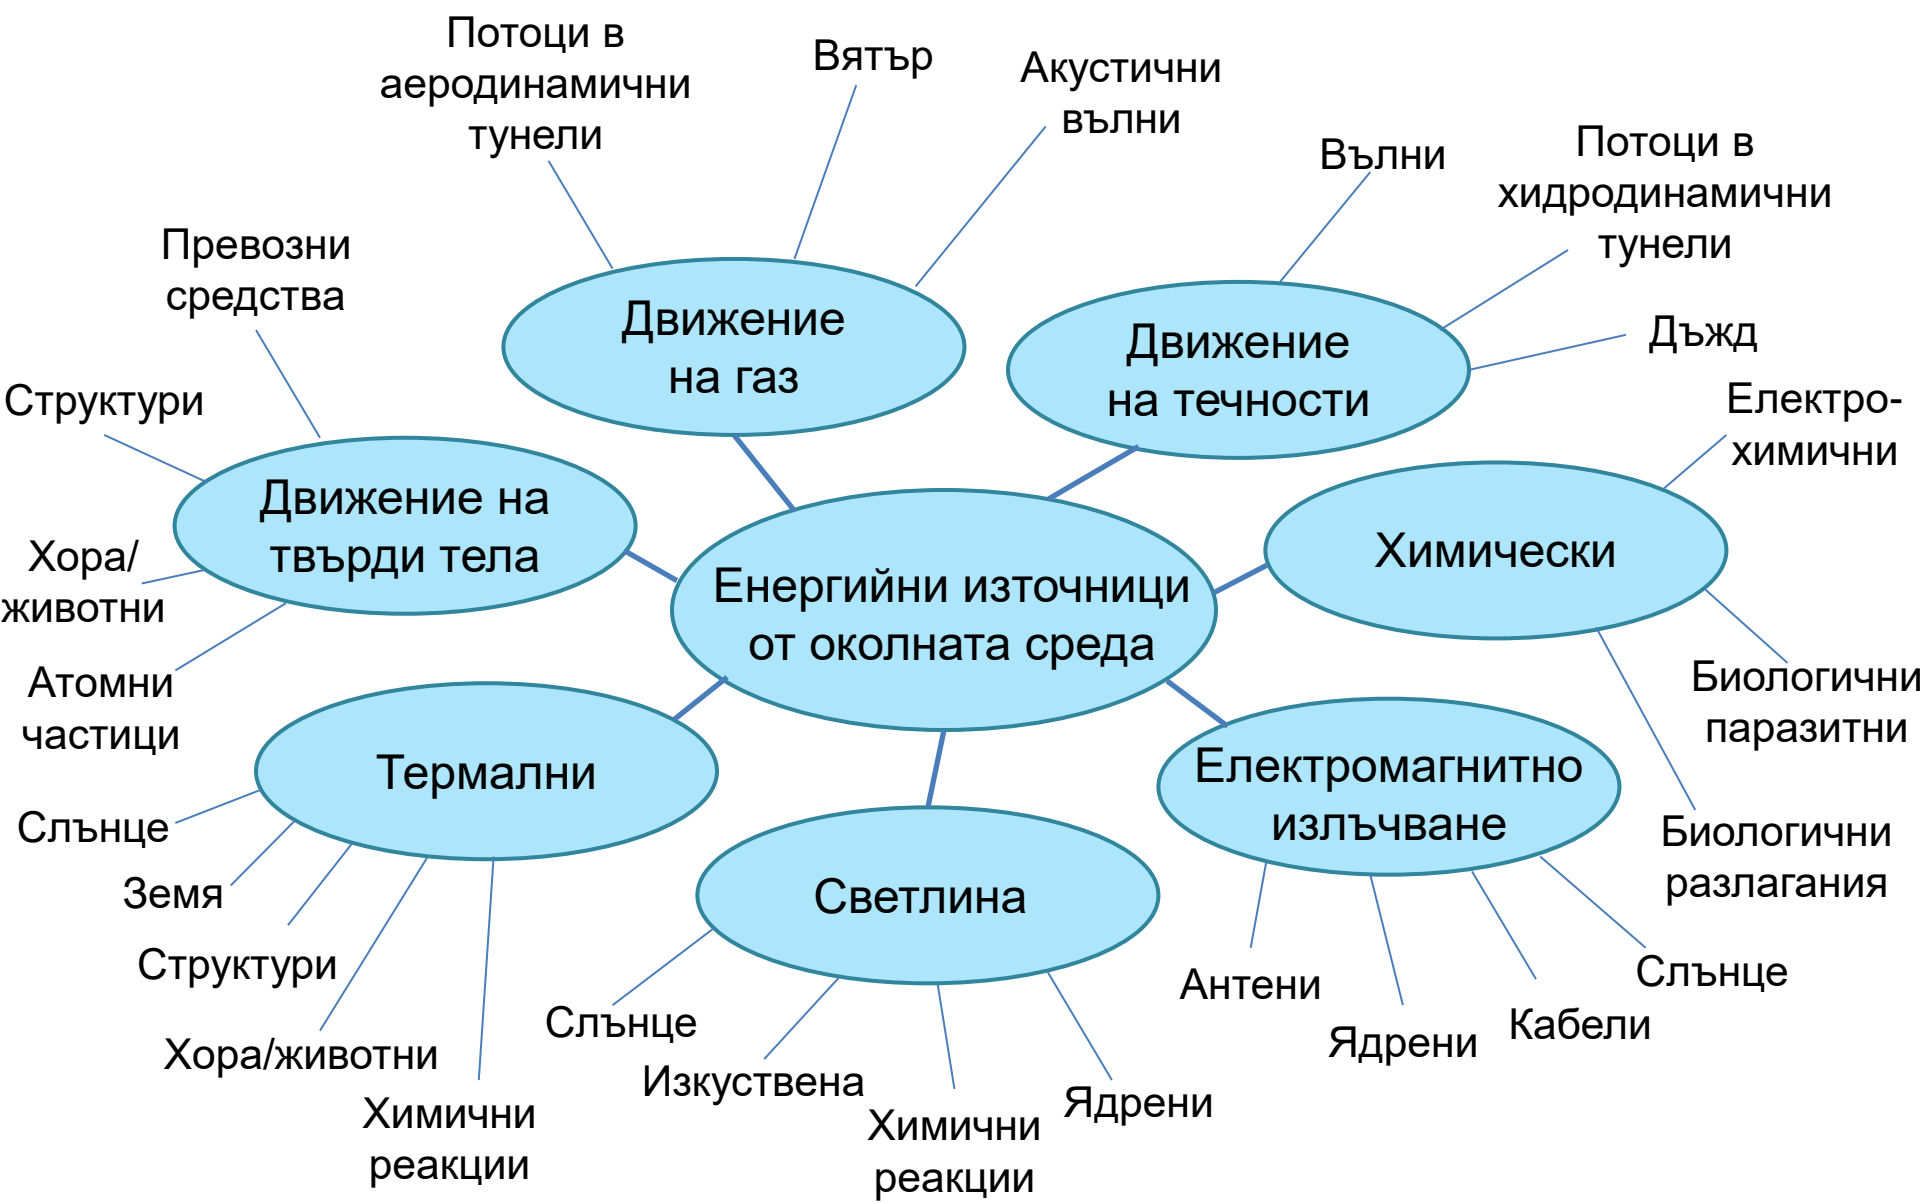 Потоци в
аеродинамични
тунели
Вятър
Акустични
вълни
Вълни
Потоци в
хидродинамични
тунели
Превозни
средства
Движение
на газ
Движение
на течности
Дъжд
Структури
Електро-
химични
Движение на
твърди тела
Химически
Хора/
животни
Енергийни източници
от околната среда
Атомни
частици
Биологични
паразитни
Термални
Електромагнитно
излъчване
Слънце
Земя
Светлина
Биологични
разлагания
Структури
Слънце
Антени
Слънце
Изкуствена
Ядрени
Кабели
Хора/животни
Химични
реакции
Химични
реакции
Ядрени